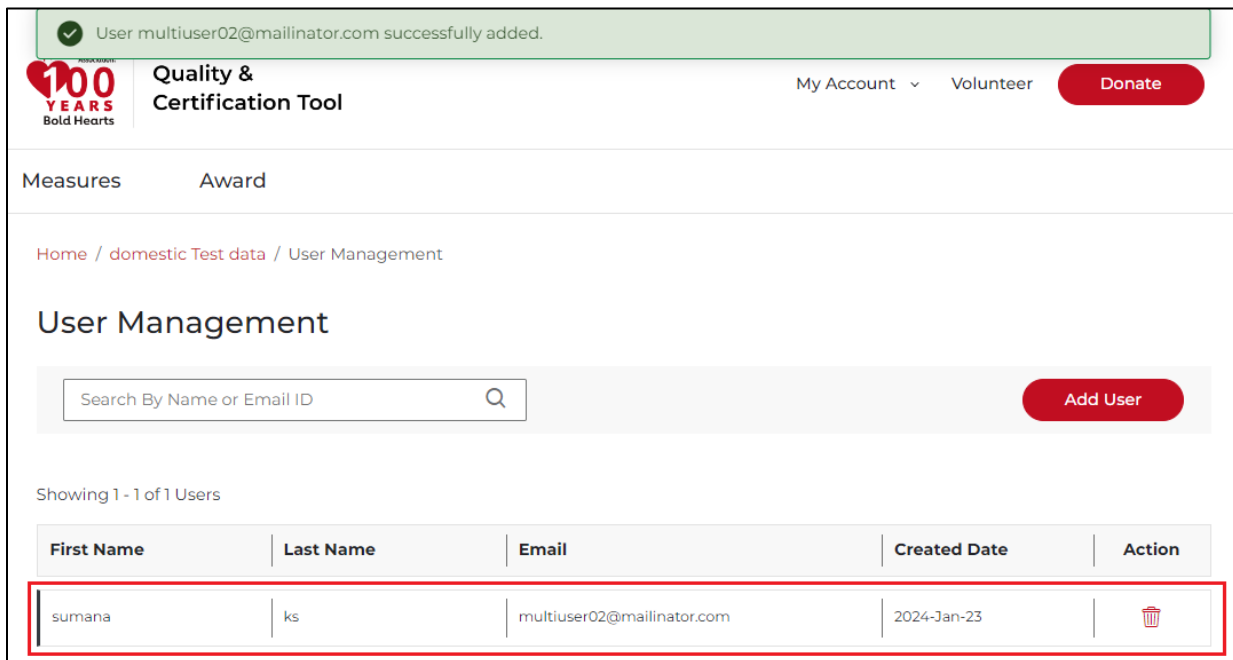 User multiuser02@mailinator.com successfully added.
Association.
100
YEARS
Bold Hearts
Quality &
Certification Tool
My Account Volunteer Donate
Measures Award
Home / domestic Test data / User Management
User Management
Search By Name or Email ID
Add User
Showing 1 - 1 of 1 Users
First Name Last Name Email Created Date Action
sumana ks multiuser02@mailinator.com 2024-Jan-23